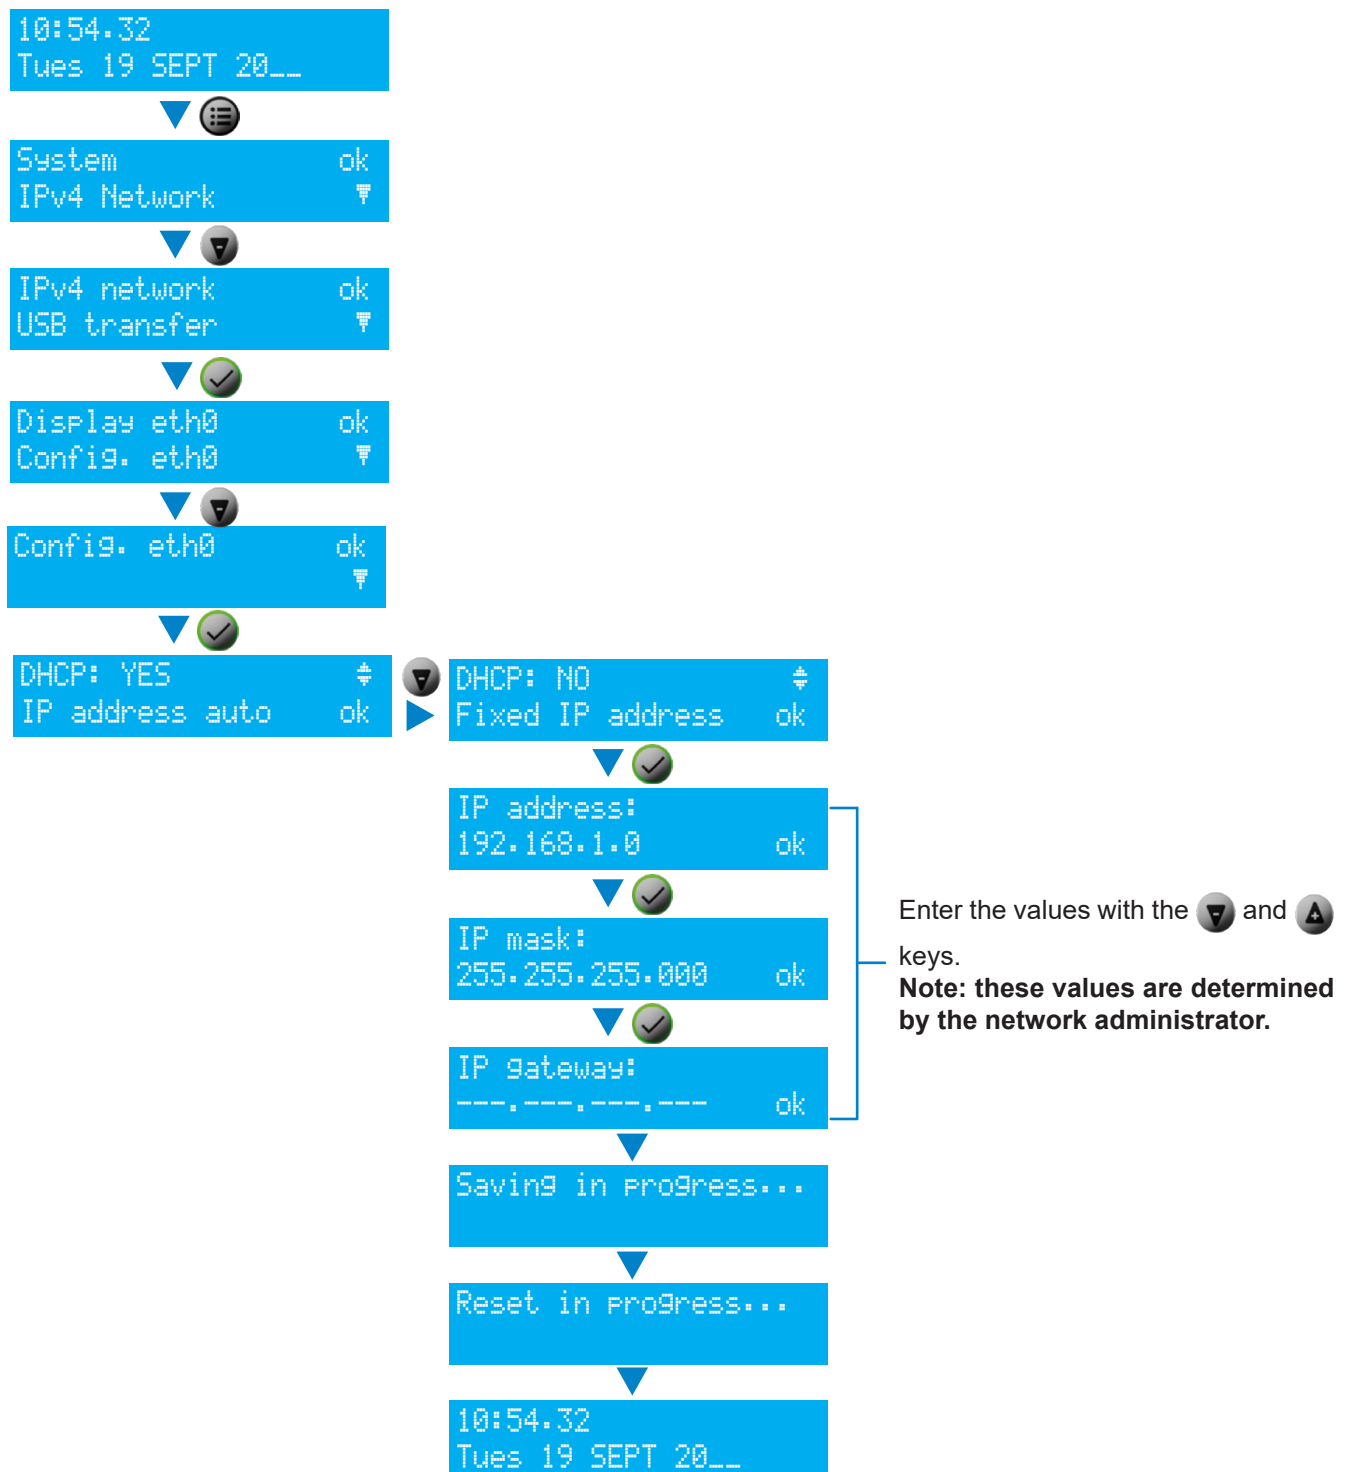 10:54.32
Tues 19 SEPT 20__
System ok
IPv4 Network
IPv4 network ok
USB transfer
Display eth0 ok
Config. eth0
Config. eth0 ok
DHCP: YES
IP address auto ok
DHCP: NO
Fixed IP address ok
IP address:
192.168.1.0 ok
IP mask:
255.255.255.000 ok
IP gateway:
---.---.---.--- ok
Enter the values with the - and +
keys.
Note: these values are determined
by the network administrator.
Saving in progress...
Reset in progress...
10:54.32
Tues 19 SEPT 20__